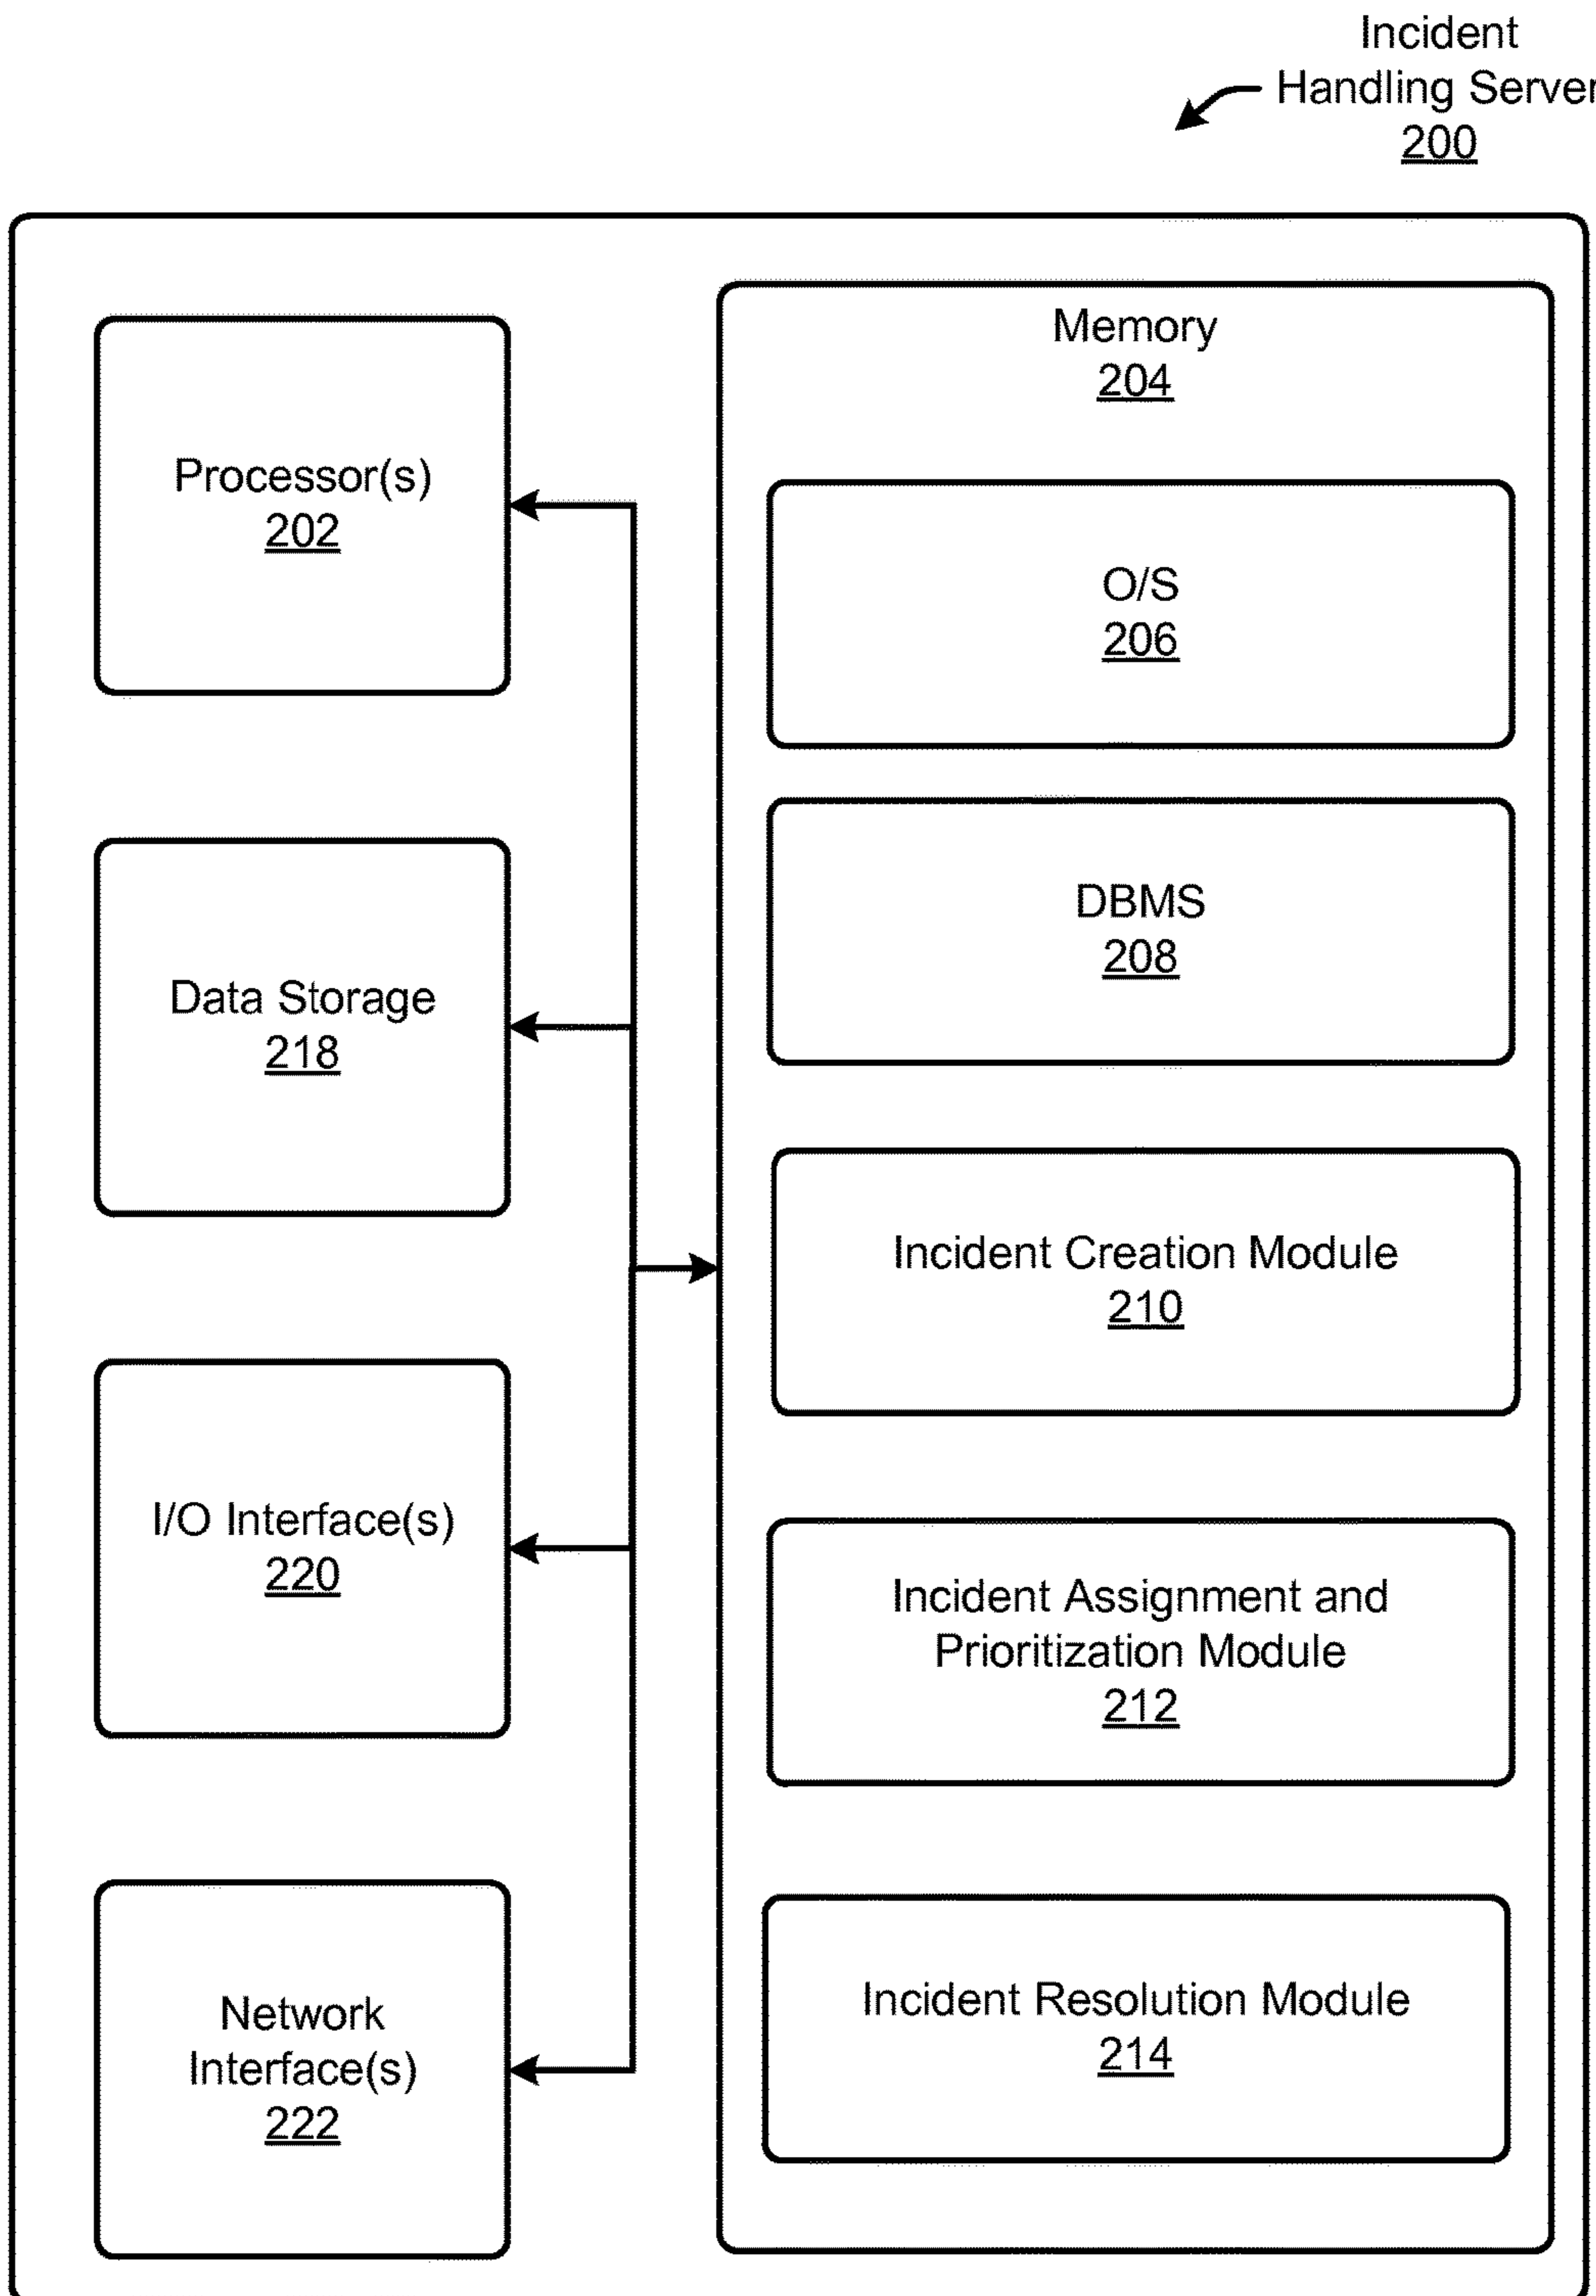 Incident
Handling Server
200
Processor(s)
202
Data Storage
218
I/O Interface(s)
220
Network
Interface(s)
222
Memory
204
O/S
206
DBMS
208
Incident Creation Module
210
Incident Assignment and
Prioritization Module
212
Incident Resolution Module
214